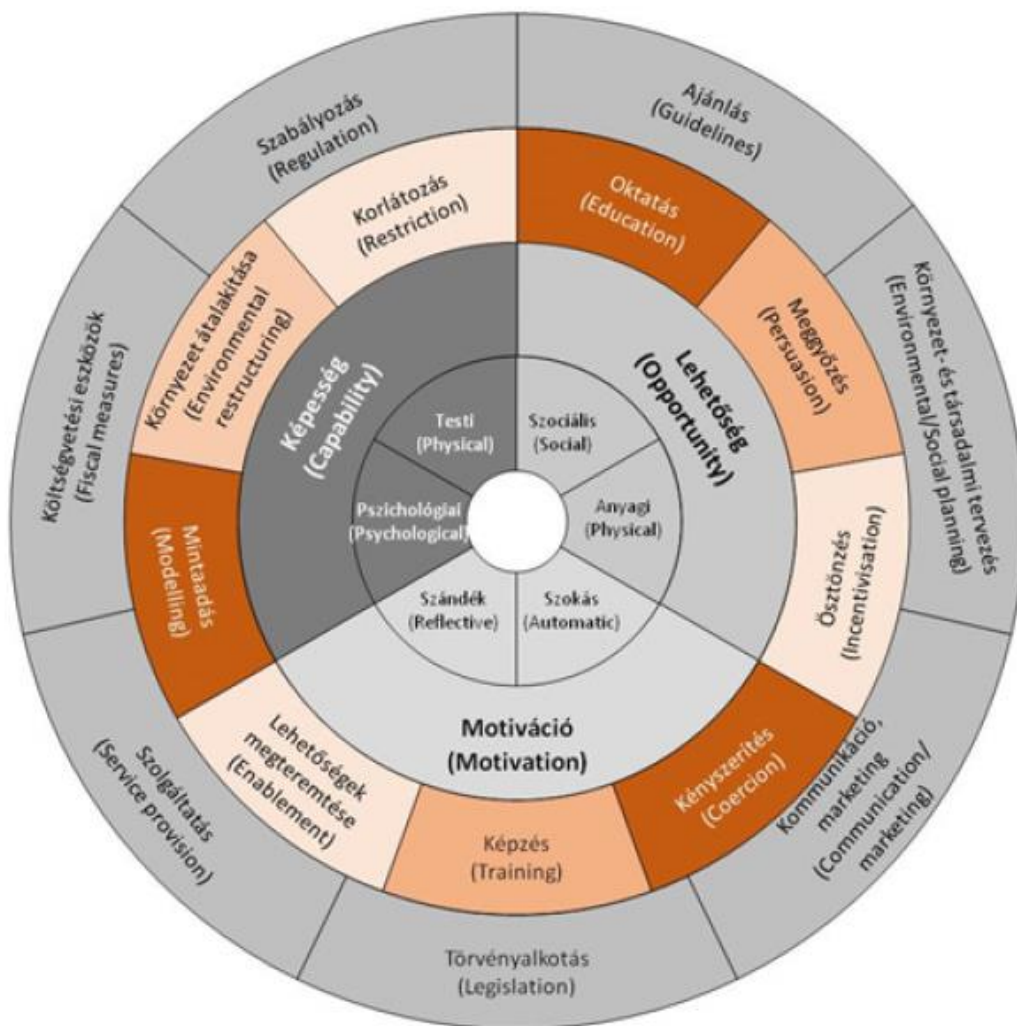 Ajánlás
(Guidelines)
Környezet- és társadalmi tervezés
(Environmental/Social planning)
Kommunikáció,
marketing
(Communication/
marketing)
Törvényalkotás
(Legislation)
Szolgáltatás
(Service provision)
Költségvetési eszközök
(Fiscal measures)
Szabályozás
(Regulation)
Oktatás
(Education)
Meggyőzés
(Persuasion)
Ösztönzés
(Incentivisation)
Kényszerítés
(Coercion)
Képzés
(Training)
Lehetőségek
megteremtése
(Enablement)
Mintaadás
(Modelling)
Környezet átalakítása
(Environmental
restructuring)
Korlátozás
(Restriction)
Lehetőség
(Opportunity)
Motiváció
(Motivation)
Képesség
(Capability)
Szociális
(Social)
Anyagi
(Physical)
Szokás
(Automatic)
Szándék
(Reflective)
Pszichológiai
(Psychological)
Testi
(Physical)